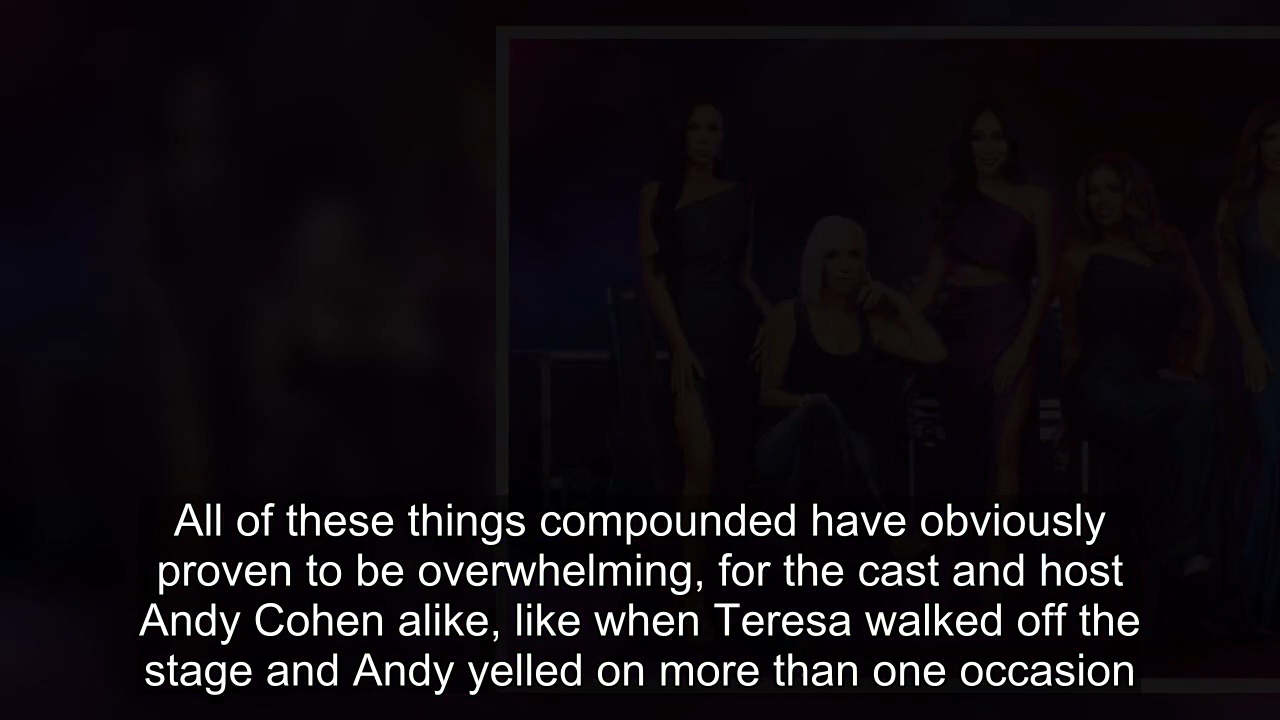 All of these things compounded have obviously
proven to be overwhelming, for the cast and host
Andy Cohen alike, like when Teresa walked off the
stage and Andy yelled on more than one occasion